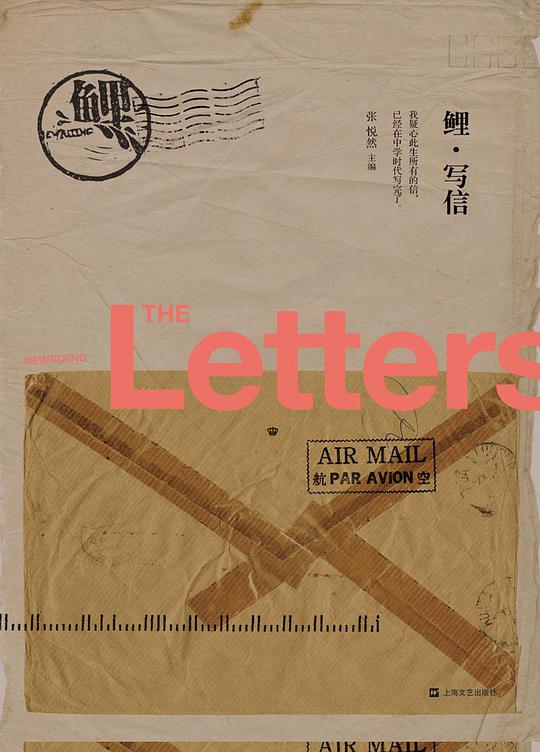 鲤
NEWRITING
鲤·写信
我疑心此生所有的信，
已经在中学时代写完了。
张悦然 主编
THE
Letters
NEWRITING
AIR MAIL
航 PAR AVION 空
上海文艺出版社
AIR MAIL